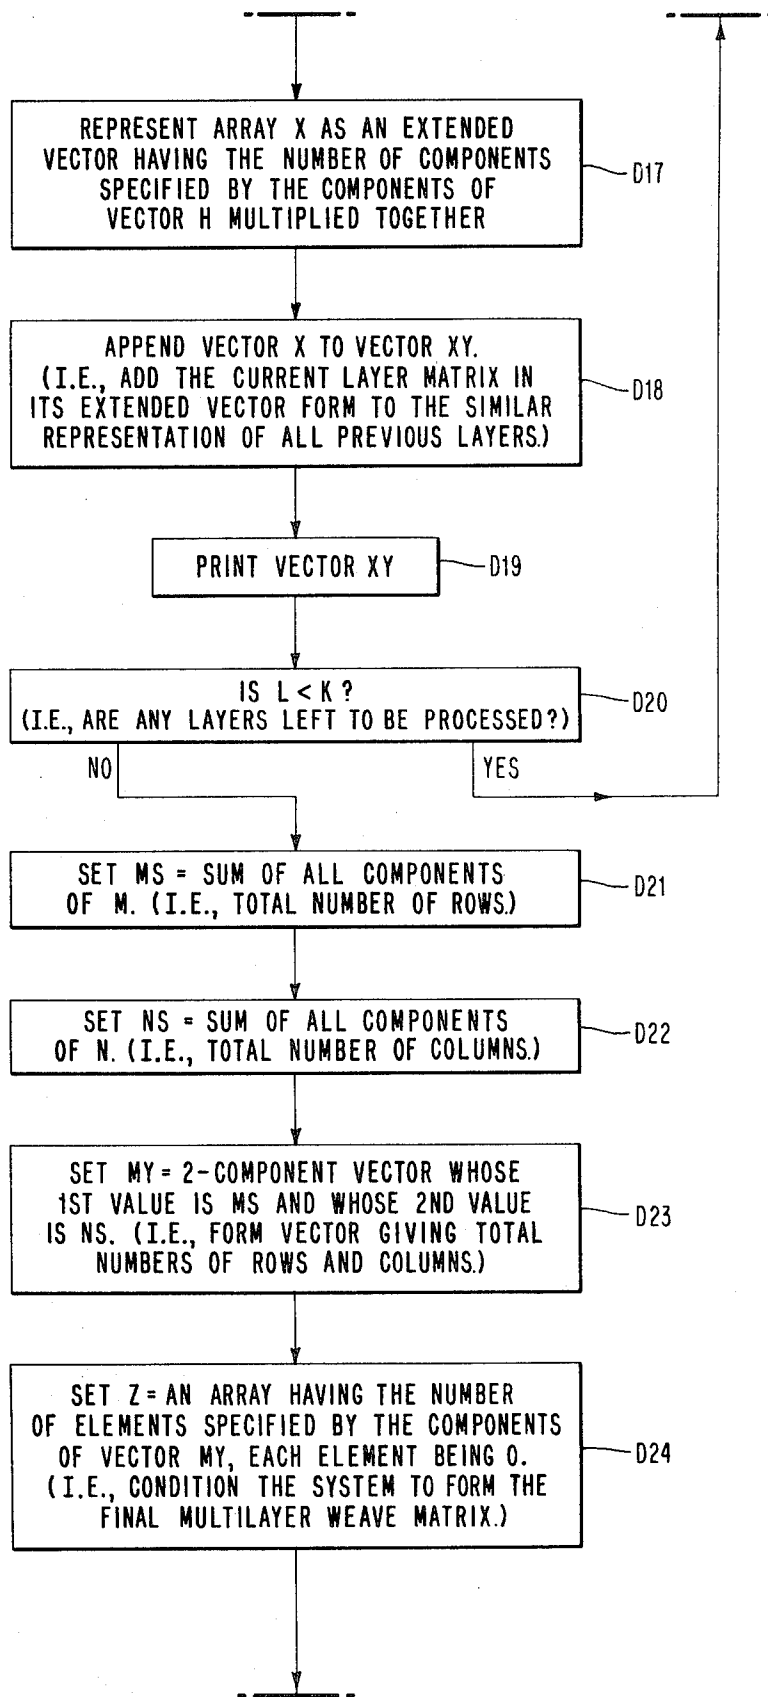 REPRESENT ARRAY X AS AN EXTENDED
VECTOR HAVING THE NUMBER OF COMPONENTS
SPECIFIED BY THE COMPONENTS OF
VECTOR H MULTIPLIED TOGETHER
D17
APPEND VECTOR X TO VECTOR XY.
(I.E., ADD THE CURRENT LAYER MATRIX IN
ITS EXTENDED VECTOR FORM TO THE SIMILAR
REPRESENTATION OF ALL PREVIOUS LAYERS.)
D18
PRINT VECTOR XY
D19
IS L < K ?
(I.E., ARE ANY LAYERS LEFT TO BE PROCESSED?)
D20
NO
YES
SET MS = SUM OF ALL COMPONENTS
OF M. (I.E., TOTAL NUMBER OF ROWS.)
D21
SET NS = SUM OF ALL COMPONENTS
OF N. (I.E., TOTAL NUMBER OF COLUMNS.)
D22
SET MY = 2-COMPONENT VECTOR WHOSE
1ST VALUE IS MS AND WHOSE 2ND VALUE
IS NS. (I.E., FORM VECTOR GIVING TOTAL
NUMBERS OF ROWS AND COLUMNS.)
D23
SET Z = AN ARRAY HAVING THE NUMBER
OF ELEMENTS SPECIFIED BY THE COMPONENTS
OF VECTOR MY, EACH ELEMENT BEING 0.
(I.E., CONDITION THE SYSTEM TO FORM THE
FINAL MULTILAYER WEAVE MATRIX.)
D24